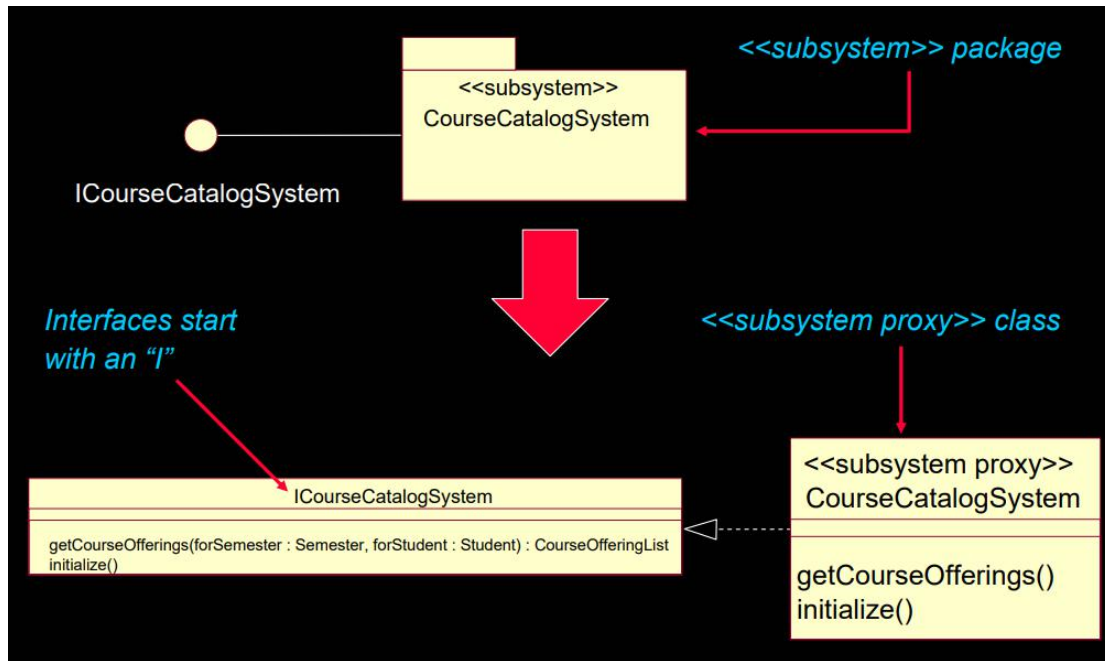 <<subsystem>> package
<<subsystem>>
CourseCatalogSystem
ICourseCatalogSystem
Interfaces start
with an “I”
<<subsystem proxy>> class
ICourseCatalogSystem
getCourseOfferings(forSemester : Semester, forStudent : Student) : CourseOfferingList
initialize()
<<subsystem proxy>>
CourseCatalogSystem
getCourseOfferings()
initialize()